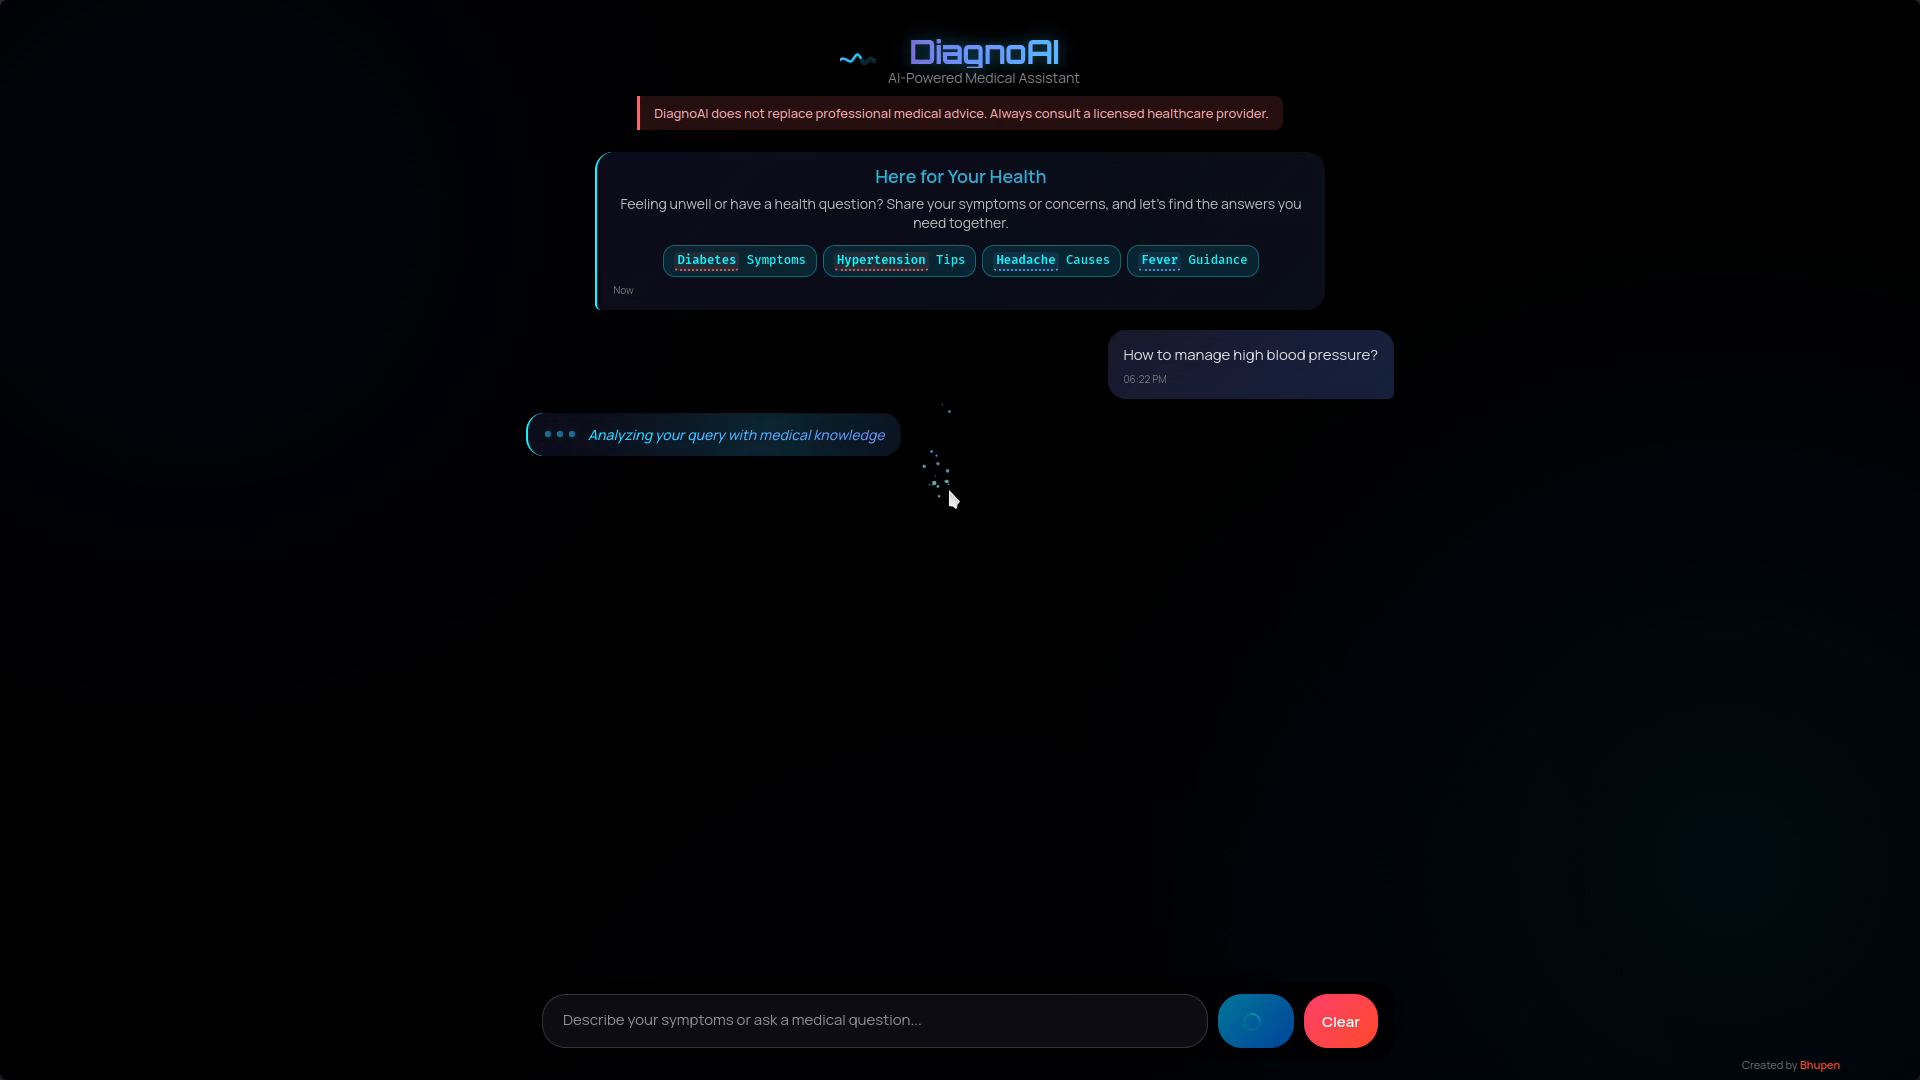 DiagnoAI
AI-Powered Medical Assistant
DiagnoAI does not replace professional medical advice. Always consult a licensed healthcare provider.
Here for Your Health
Feeling unwell or have a health question? Share your symptoms or concerns, and let's find the answers you
need together.
Diabetes Symptoms
Hypertension Tips
Headache Causes
Fever Guidance
Now
How to manage high blood pressure?
06:22 PM
Analyzing your query with medical knowledge
Describe your symptoms or ask a medical question...
Clear
Created by Bhupen